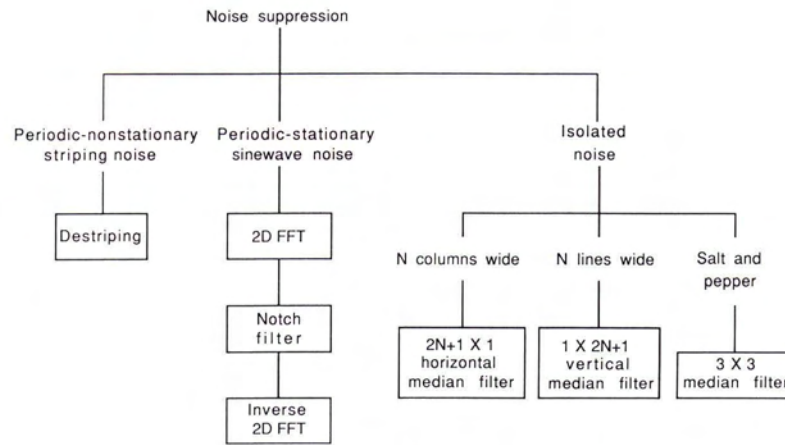 Noise suppression
Periodic-nonstationary
striping noise
Periodic-stationary
sinewave noise
Isolated
noise
Destriping
2D FFT
N columns wide
N lines wide
Salt and
pepper
Notch
filter
2N+1 X 1
horizontal
median filter
1 X 2N+1
vertical
median filter
3 X 3
median filter
Inverse
2D FFT